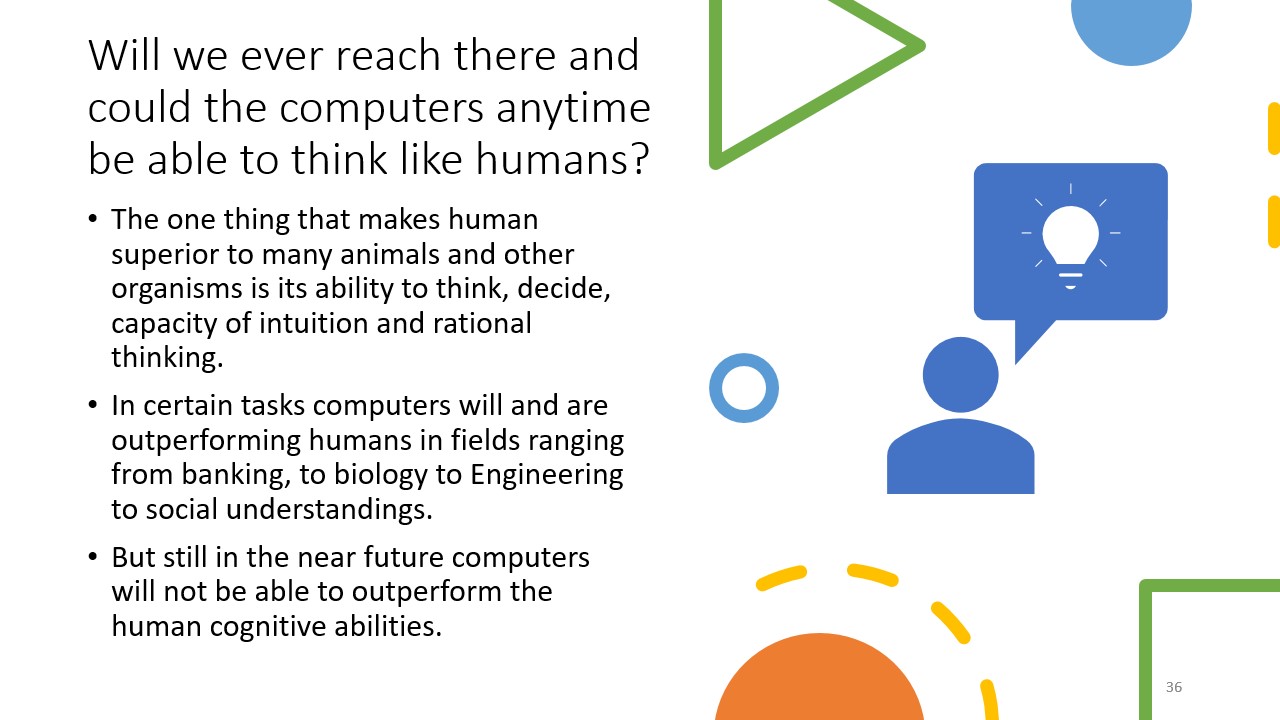 Will we ever reach there and
could the computers anytime
be able to think like humans?
• The one thing that makes human
superior to many animals and other
organisms is its ability to think, decide,
capacity of intuition and rational
thinking.
• In certain tasks computers will and are
outperforming humans in fields ranging
from banking, to biology to Engineering
to social understandings.
• But still in the near future computers
will not be able to outperform the
human cognitive abilities.
36